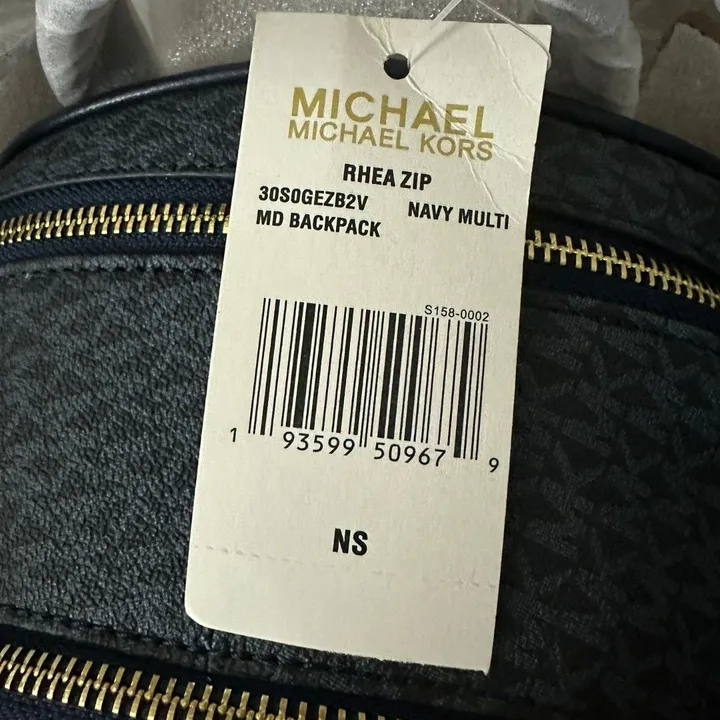 MICHAEL
MICHAEL KORS
RHEA ZIP
30S0GEZB2V NAVY MULTI
MD BACKPACK
S158-0002
1 93599 50967 9
NS